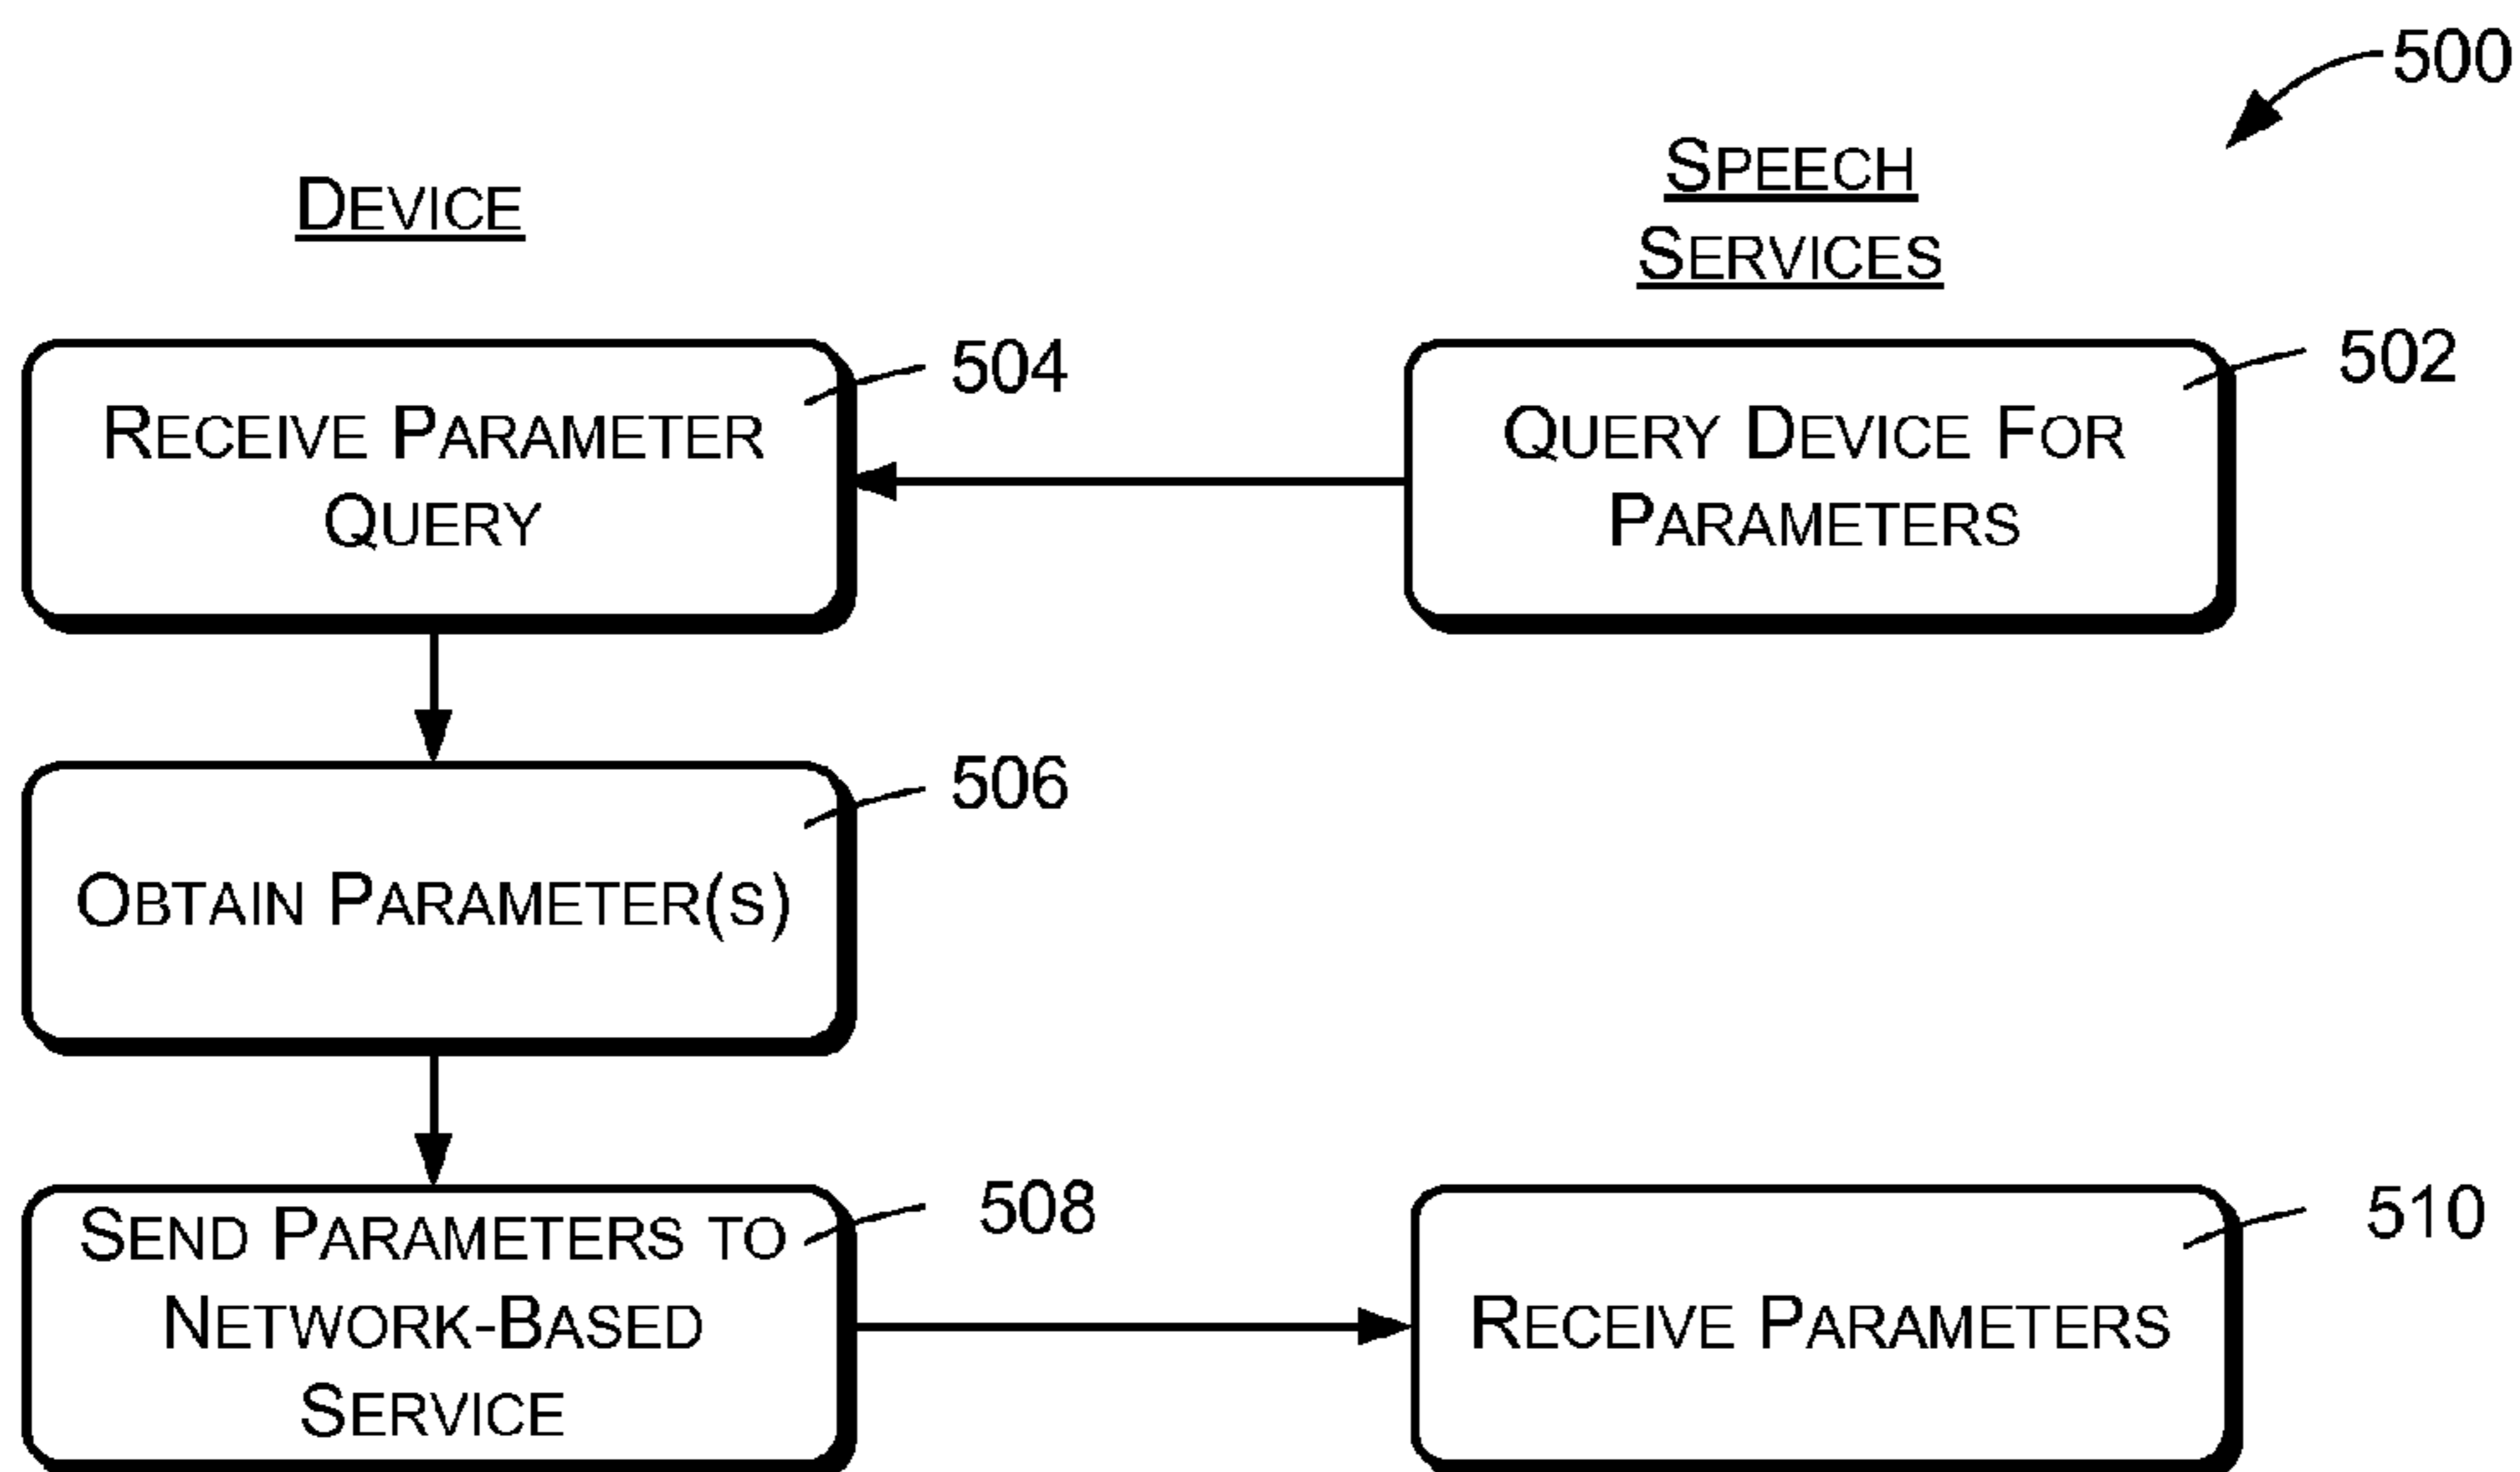 500
DEVICE
SPEECH
SERVICES
504
RECEIVE PARAMETER
QUERY
502
QUERY DEVICE FOR
PARAMETERS
506
OBTAIN PARAMETER(S)
508
SEND PARAMETERS TO
NETWORK-BASED
SERVICE
510
RECEIVE PARAMETERS